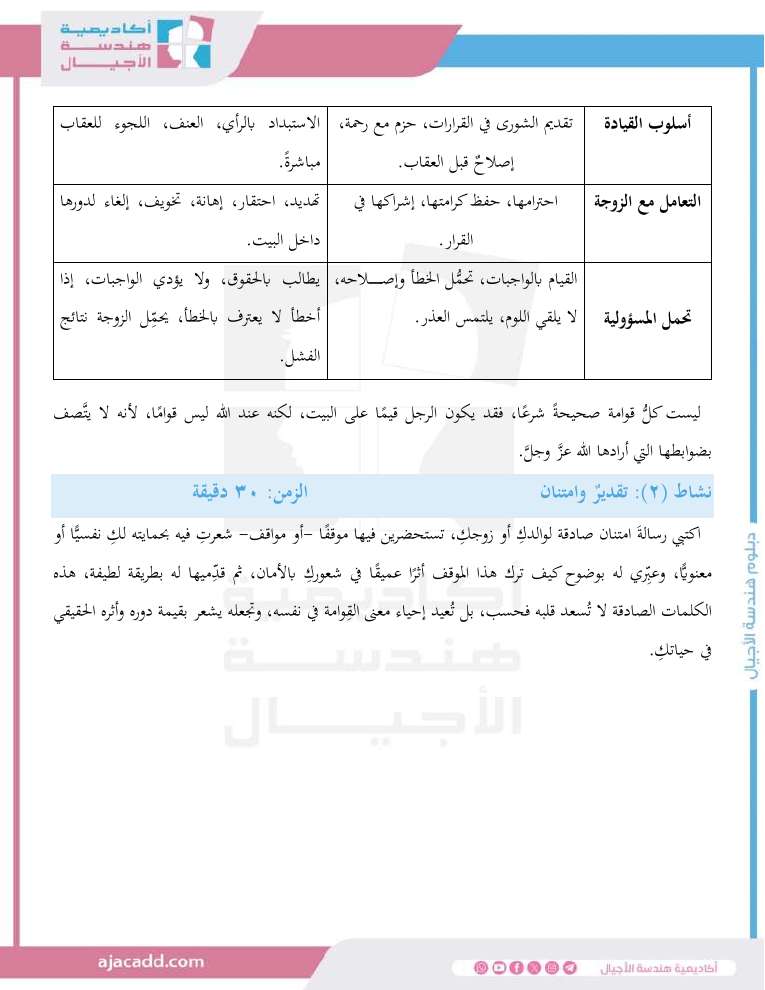 أكاديمية
هندسة
الأجيال
أسلوب القيادة
تقديم الشورى في القرارات، حزم مع رحمة،
إصلاحٌ قبل العقاب.
الاستبداد بالرأي، العنف، اللجوء للعقاب
مباشرةً.
التعامل مع الزوجة
احترامها، حفظ كرامتها، إشراكها في
القرار.
تهديد، احتقار، إهانة، تخويف، إلغاء لدورها
داخل البيت.
تحمل المسؤولية
القيام بالواجبات، تحمُّل الخطأ وإصلاحه،
لا يلقي اللوم، يلتمس العذر.
يطالب بالحقوق، ولا يؤدي الواجبات، إذا
أخطأ لا يعترف بالخطأ، يحمِّل الزوجة نتائج
الفشل.
ليست كلُّ قوامة صحيحةً شرعًا، فقد يكون الرجل قيمًا على البيت، لكنه عند الله ليس قوامًا، لأنه لا يتَّصف
بضوابطها التي أرادها الله عزَّ وجلَّ.
نشاط (٢): تقديرٌ وامتنان الزمن: ٣٠ دقيقة
اكتبي رسالةَ امتنان صادقة لوالدكِ أو زوجكِ، تستحضرين فيها موقفًا -أو مواقف- شعرتِ فيه بحمايته لكِ نفسيًّا أو
معنويًّا، وعبِّري له بوضوح كيف ترك هذا الموقف أثرًا عميقًا في شعوركِ بالأمان، ثم قدِّميها له بطريقة لطيفة، هذه
الكلمات الصادقة لا تُسعد قلبه فحسب، بل تُعيد إحياء معنى القِوامة في نفسه، وتجعله يشعر بقيمة دوره وأثره الحقيقي
في حياتكِ.
أكاديمية
هندسة
الأجيال
دبلوم هندسة الأجيال
أكاديمية هندسة الأجيال
ajacadd.com